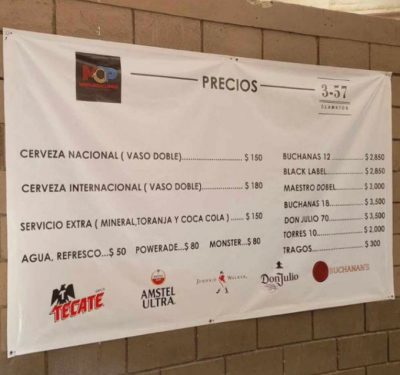 MCP
PRECIOS
3-57
CLAMATOS
CERVEZA NACIONAL ( VASO DOBLE)....................$ 150
CERVEZA INTERNACIONAL ( VASO DOBLE)............$ 180
SERVICIO EXTRA ( MINERAL,TORANJA Y COCA COLA ) ......$ 150
AGUA, REFRESCO...$ 50 POWERADE...$ 80 MONSTER...$ 80
BUCHANAS 12 ............$ 2,850
BLACK LABEL............$ 2,850
MAESTRO DOBEL............$ 3,000
BUCHANAS 18............$ 3,500
DON JULIO 70............$ 3,500
TORRES 10............$ 2,000
TRAGOS............$ 300
TECATE
AMSTEL
ULTRA
JOHNNIE WALKER
Don Julio
BUCHANAN'S